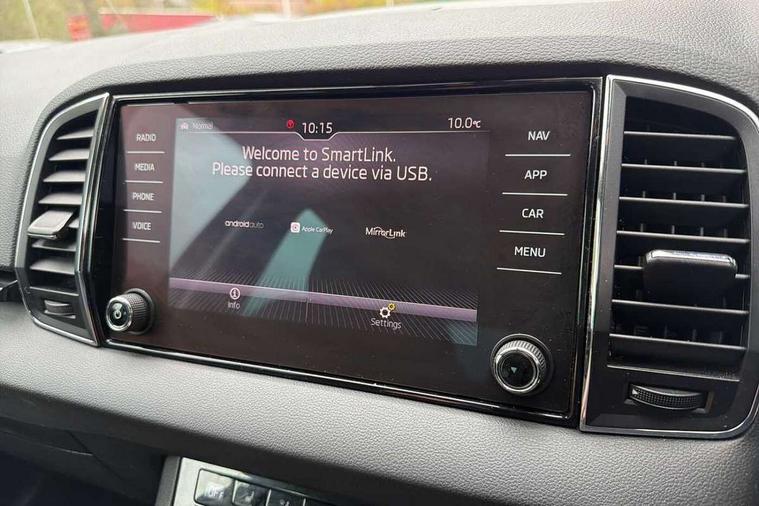 RADIO
MEDIA
PHONE
VOICE
Normal
10:15
10.0°C
Welcome to SmartLink.
Please connect a device via USB.
androidauto
Apple CarPlay
MirrorLink
Info
Settings
NAV
APP
CAR
MENU
OFF